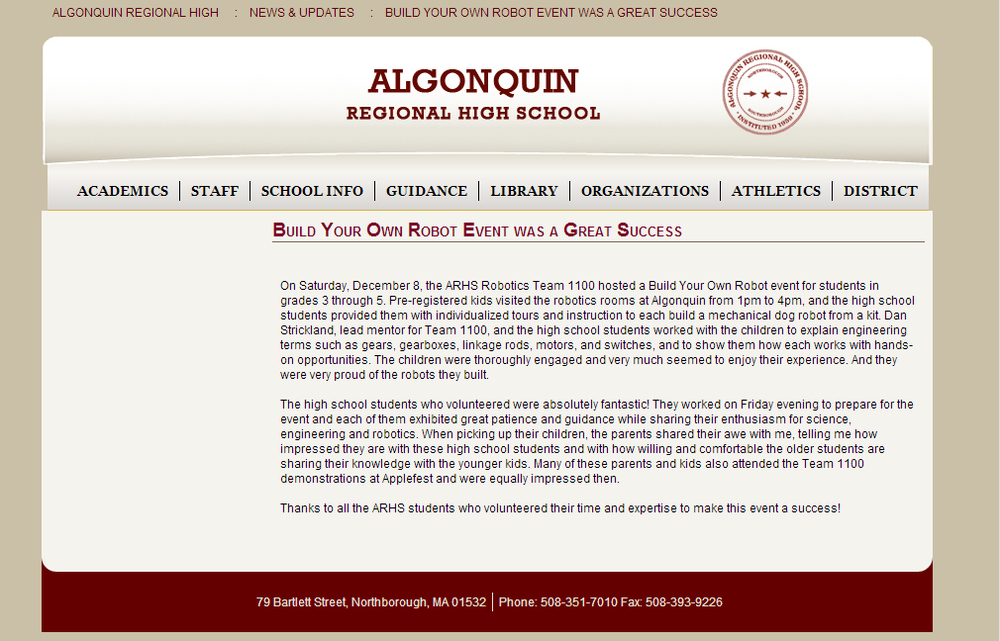 ALGONQUIN REGIONAL HIGH : NEWS & UPDATES : BUILD YOUR OWN ROBOT EVENT WAS A GREAT SUCCESS
ALGONQUIN
REGIONAL HIGH SCHOOL
ALGONQUIN REGIONAL HIGH SCHOOL
NORTHBOROUGH
SOUTHBOROUGH
INSTITUTED 1959
ACADEMICS STAFF SCHOOL INFO GUIDANCE LIBRARY ORGANIZATIONS ATHLETICS DISTRICT
BUILD YOUR OWN ROBOT EVENT WAS A GREAT SUCCESS
On Saturday, December 8, the ARHS Robotics Team 1100 hosted a Build Your Own Robot event for students in
grades 3 through 5. Pre-registered kids visited the robotics rooms at Algonquin from 1pm to 4pm, and the high school
students provided them with individualized tours and instruction to each build a mechanical dog robot from a kit. Dan
Strickland, lead mentor for Team 1100, and the high school students worked with the children to explain engineering
terms such as gears, gearboxes, linkage rods, motors, and switches, and to show them how each works with hands-
on opportunities. The children were thoroughly engaged and very much seemed to enjoy their experience. And they
were very proud of the robots they built.
The high school students who volunteered were absolutely fantastic! They worked on Friday evening to prepare for the
event and each of them exhibited great patience and guidance while sharing their enthusiasm for science,
engineering and robotics. When picking up their children, the parents shared their awe with me, telling me how
impressed they are with these high school students and with how willing and comfortable the older students are
sharing their knowledge with the younger kids. Many of these parents and kids also attended the Team 1100
demonstrations at Applefest and were equally impressed then.
Thanks to all the ARHS students who volunteered their time and expertise to make this event a success!
79 Bartlett Street, Northborough, MA 01532 Phone: 508-351-7010 Fax: 508-393-9226